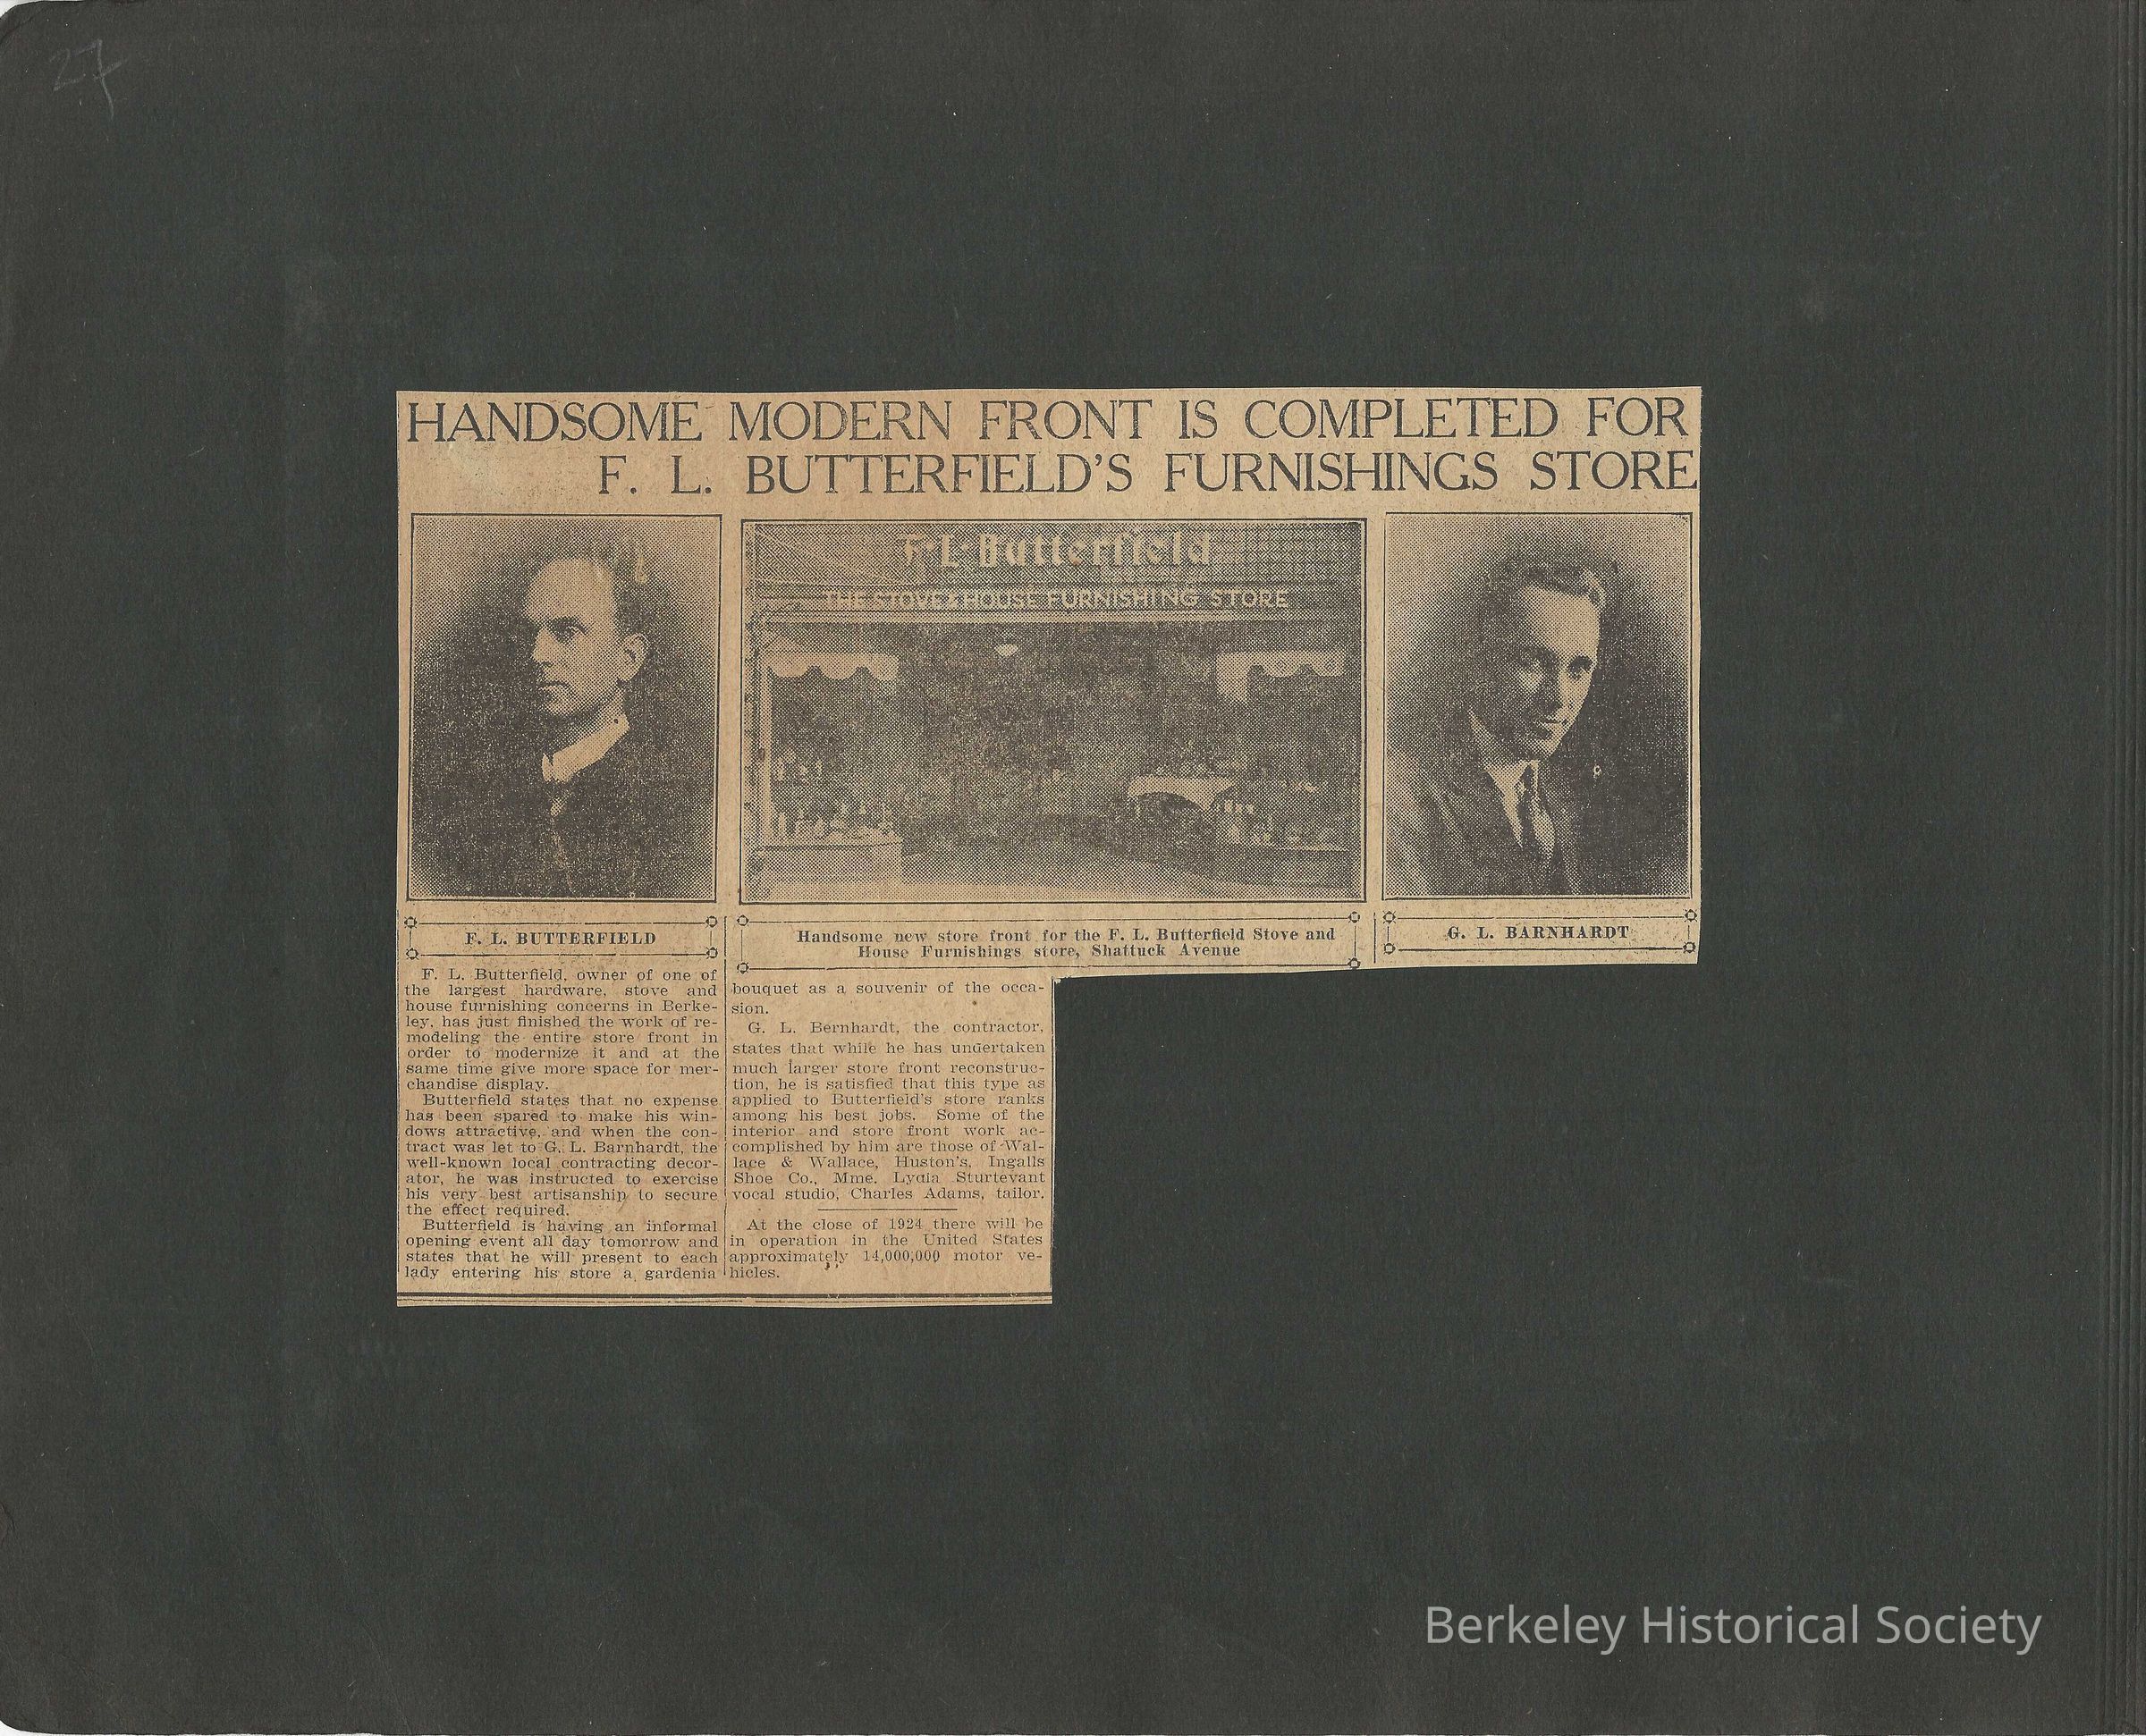 27
HANDSOME MODERN FRONT IS COMPLETED FOR
F. L. BUTTERFIELD'S FURNISHINGS STORE
F. L. Butterfield
THE STOVE & HOUSE FURNISHING STORE
F. L. BUTTERFIELD
Handsome new store front for the F. L. Butterfield Stove and
House Furnishings store, Shattuck Avenue
G. L. BARNHARDT
F. L. Butterfield, owner of one of
the largest hardware, stove and
house furnishing concerns in Berke-
ley, has just finished the work of re-
modeling the entire store front in
order to modernize it and at the
same time give more space for mer-
chandise display.
Butterfield states that no expense
has been spared to make his win-
dows attractive, and when the con-
tract was let to G. L. Barnhardt, the
well-known local contracting decor-
ator, he was instructed to exercise
his very best artisanship to secure
the effect required.
Butterfield is having an informal
opening event all day tomorrow and
states that he will present to each
lady entering his store a gardenia
bouquet as a souvenir of the occa-
sion.
G. L. Bernhardt, the contractor,
states that while he has undertaken
much larger store front reconstruc-
tion, he is satisfied that this type as
applied to Butterfield's store ranks
among his best jobs. Some of the
interior and store front work ac-
complished by him are those of Wal-
lace & Wallace, Huston's, Ingalls
Shoe Co., Mme. Lydia Sturtevant
vocal studio, Charles Adams, tailor.
At the close of 1924 there will be
in operation in the United States
approximately 14,000,000 motor ve-
hicles.
Berkeley Historical Society